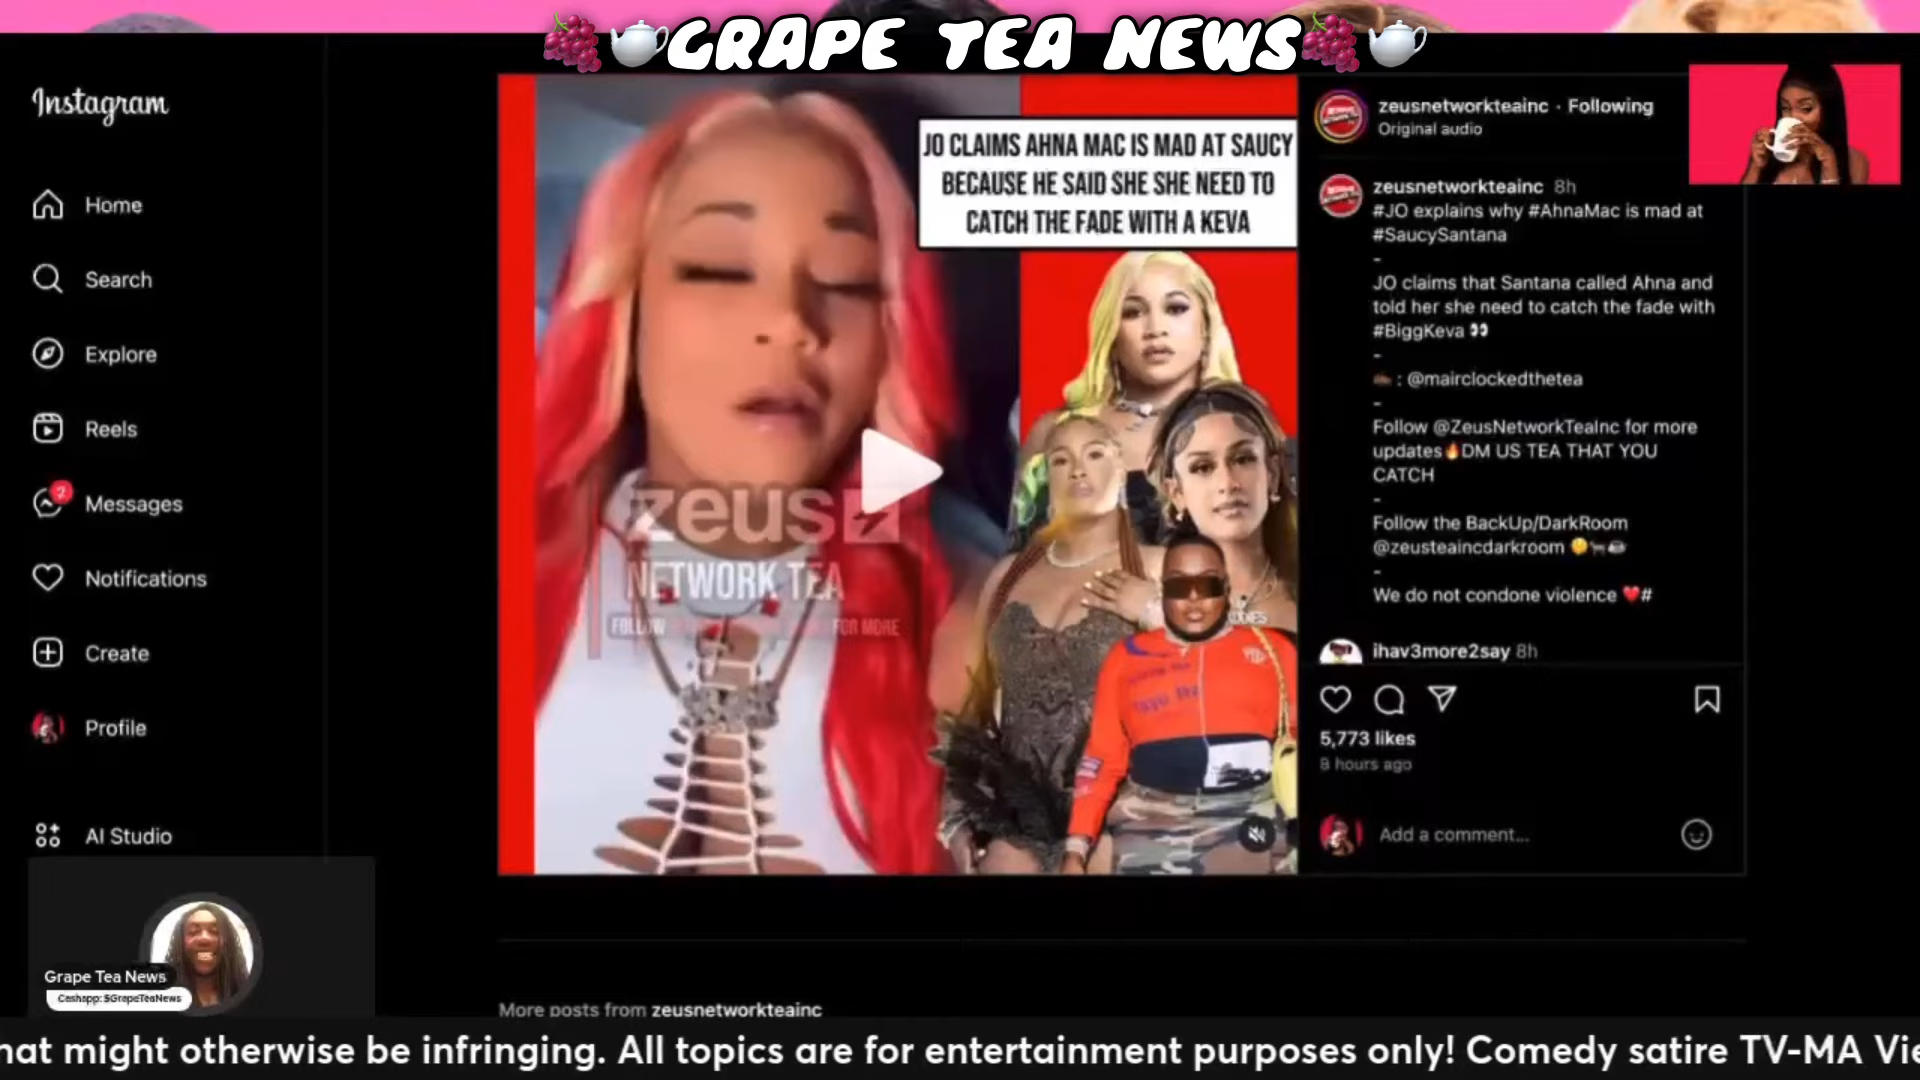 GRAPE TEA NEWS
Instagram
Home
Search
Explore
Reels
2
Messages
Notifications
Create
Profile
AI Studio
JO CLAIMS AHNA MAC IS MAD AT SAUCY
BECAUSE HE SAID SHE SHE NEED TO
CATCH THE FADE WITH A KEVA
zeus
NETWORK TEA
FOLLOW
FOR MORE
zeusnetworkteainc · Following
Original audio
zeusnetworkteainc 8h
#JO explains why #AhnaMac is mad at
#SaucySantana
-
JO claims that Santana called Ahna and
told her she need to catch the fade with
#BiggKeva 👀
-
: @mairclockedthetea
-
Follow @ZeusNetworkTeaInc for more
updates🔥DM US TEA THAT YOU
CATCH
-
Follow the BackUp/DarkRoom
@zeusteaincdarkroom
-
We do not condone violence ❤️#
ihav3more2say 8h
5,773 likes
Add a comment...
Grape Tea News
Cashapp: $GrapeTeaNews
More posts from zeusnetworkteainc
hat might otherwise be infringing. All topics are for entertainment purposes only! Comedy satire TV-MA Vie